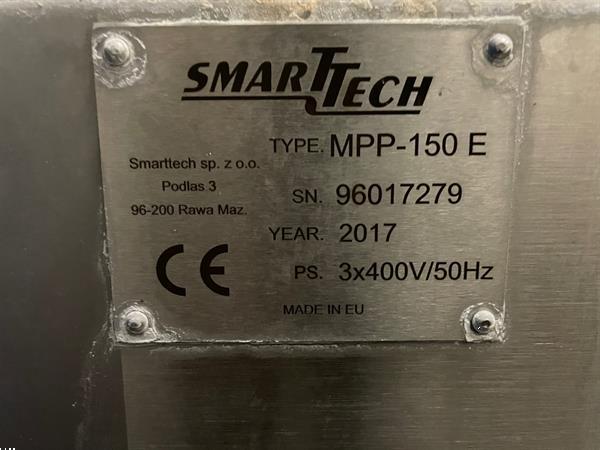 SMARTTECH
TYPE. MPP-150 E
Smarttech sp. z o.o.
Podlas 3
96-200 Rawa Maz.
SN. 96017279
YEAR. 2017
CE
PS. 3x400V/50Hz
MADE IN EU